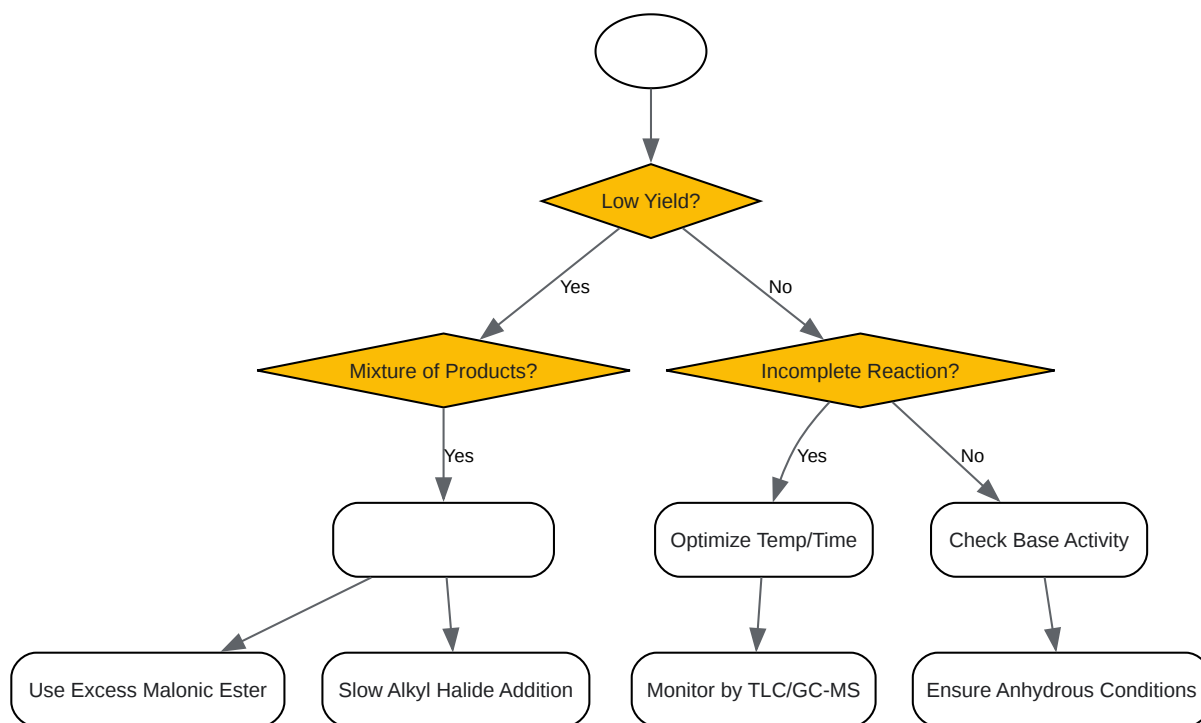 Low Yield?
Yes
No
Mixture of Products?
Incomplete Reaction?
Yes
Yes
No
Optimize Temp/Time
Check Base Activity
Use Excess Malonic Ester
Slow Alkyl Halide Addition
Monitor by TLC/GC-MS
Ensure Anhydrous Conditions